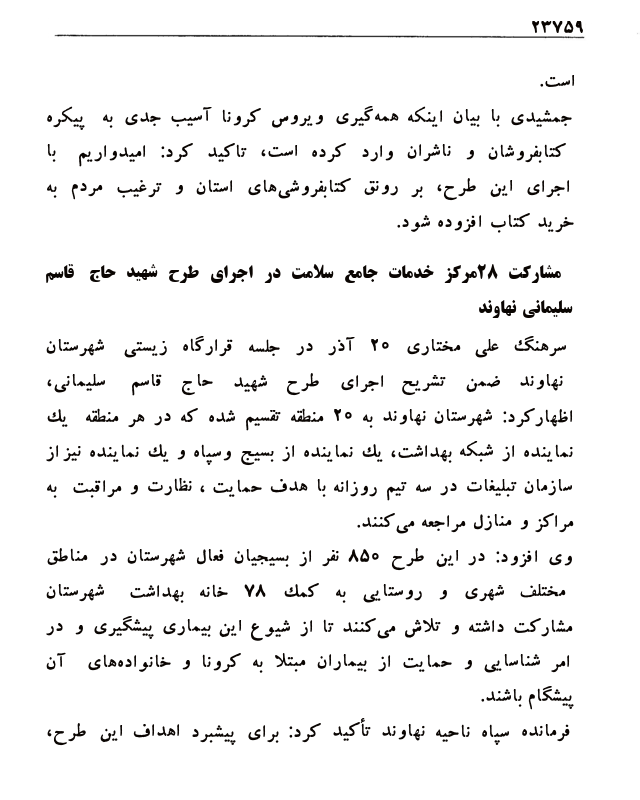 ۲۳۷۵۹
است.
جمشیدی با بیان اینکه همه‌گیری ویروس کرونا آسیب جدی به پیکره
کتابفروشان و ناشران وارد کرده است، تاکید کرد: امیدواریم با
اجرای این طرح، بر رونق کتابفروشی‌های استان و ترغیب مردم به
خرید کتاب افزوده شود.
مشارکت ۲۸مرکز خدمات جامع سلامت در اجرای طرح شهید حاج قاسم
سلیمانی نهاوند
سرهنگ علی مختاری ۲۰ آذر در جلسه قرارگاه زیستی شهرستان
نهاوند ضمن تشریح اجرای طرح شهید حاج قاسم سلیمانی،
اظهارکرد: شهرستان نهاوند به ۲۰ منطقه تقسیم شده که در هر منطقه یك
نماینده از شبکه بهداشت، یك نماینده از بسیج وسپاه و یك نماینده نیز از
سازمان تبلیغات در سه تیم روزانه با هدف حمایت ، نظارت و مراقبت به
مراکز و منازل مراجعه می‌کنند.
وی افزود: در این طرح ۸۵۰ نفر از بسیجیان فعال شهرستان در مناطق
مختلف شهری و روستایی به کمك ۷۸ خانه بهداشت شهرستان
مشارکت داشته و تلاش می‌کنند تا از شیوع این بیماری پیشگیری و در
امر شناسایی و حمایت از بیماران مبتلا به کرونا و خانواده‌های آن
پیشگام باشند.
فرمانده سپاه ناحیه نهاوند تأکید کرد: برای پیشبرد اهداف این طرح،